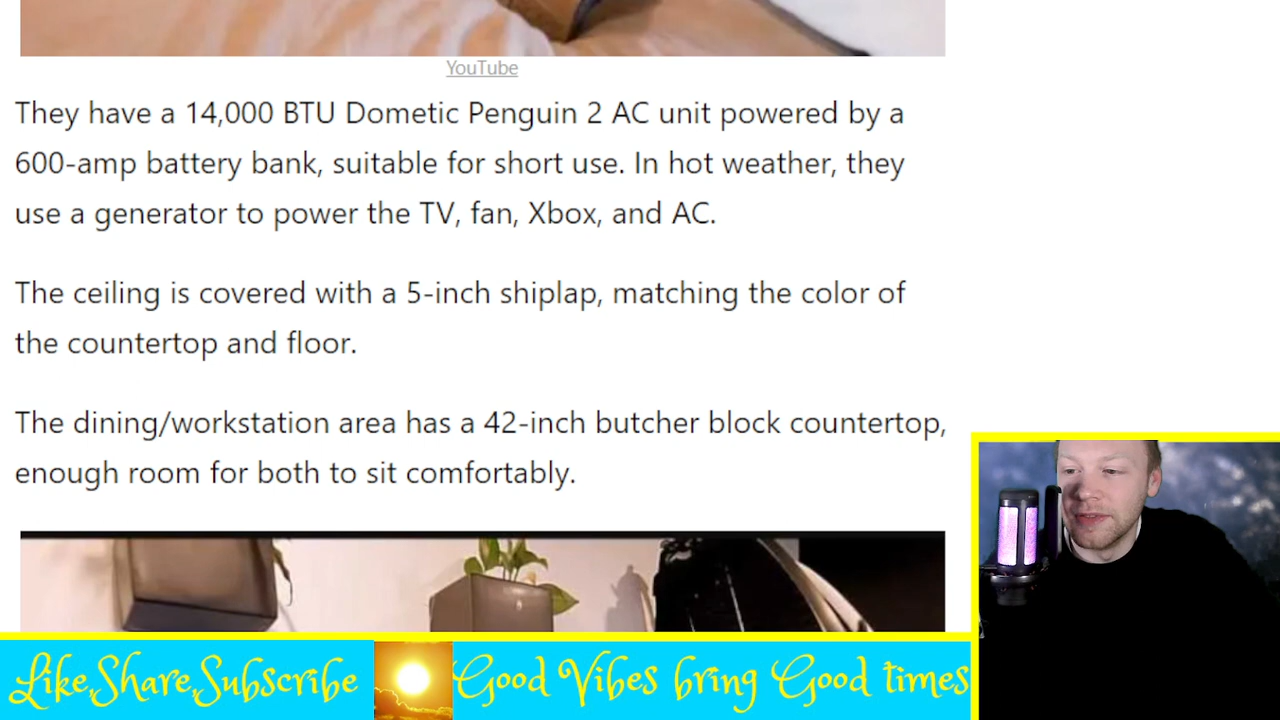 YouTube
They have a 14,000 BTU Dometic Penguin 2 AC unit powered by a
600-amp battery bank, suitable for short use. In hot weather, they
use a generator to power the TV, fan, Xbox, and AC.
The ceiling is covered with a 5-inch shiplap, matching the color of
the countertop and floor.
The dining/workstation area has a 42-inch butcher block countertop,
enough room for both to sit comfortably.
Like,Share,Subscribe
Good Vibes bring Good times